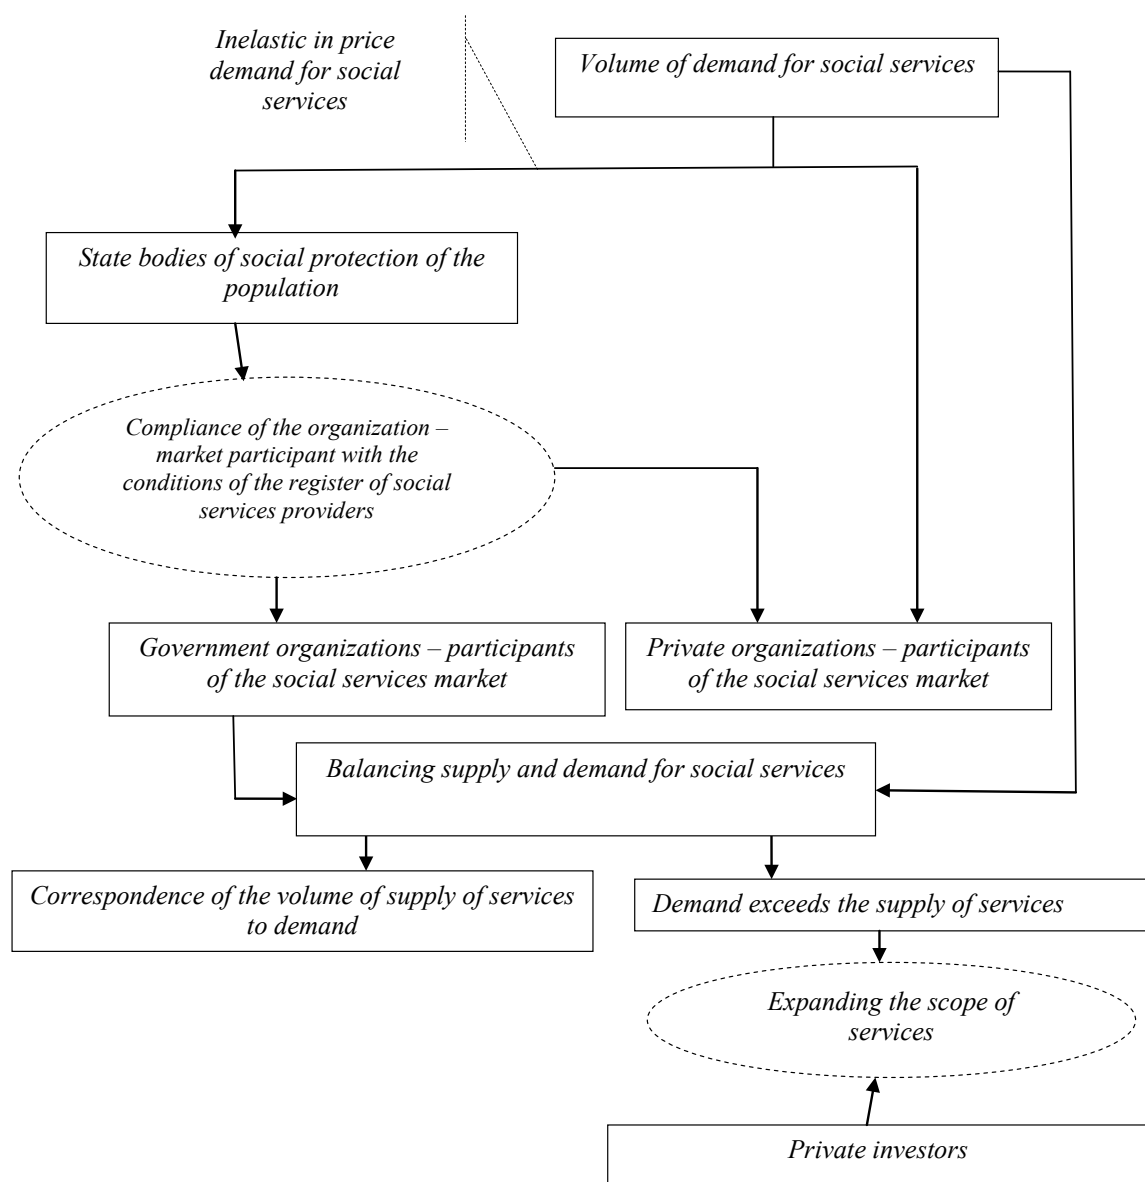 Inelastic in price
demand for social
services
Volume of demand for social services
State bodies of social protection of the
population
Compliance of the organization –
market participant with the
conditions of the register of social
services providers
Government organizations – participants
of the social services market
Private organizations – participants
of the social services market
Balancing supply and demand for social services
Correspondence of the volume of supply of services
to demand
Demand exceeds the supply of services
Expanding the scope of
services
Private investors